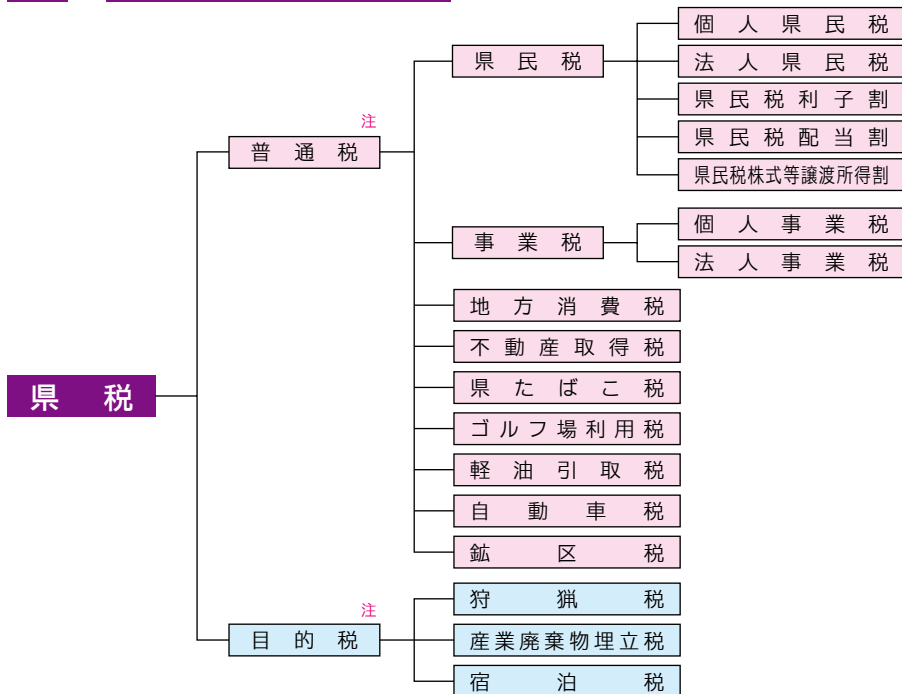 県税
注
普通税
県民税
個人県民税
法人県民税
県民税利子割
県民税配当割
県民税株式等譲渡所得割
事業税
個人事業税
法人事業税
地方消費税
不動産取得税
県たばこ税
ゴルフ場利用税
軽油引取税
自動車税
鉱区税
注
目的税
狩猟税
産業廃棄物埋立税
宿泊税